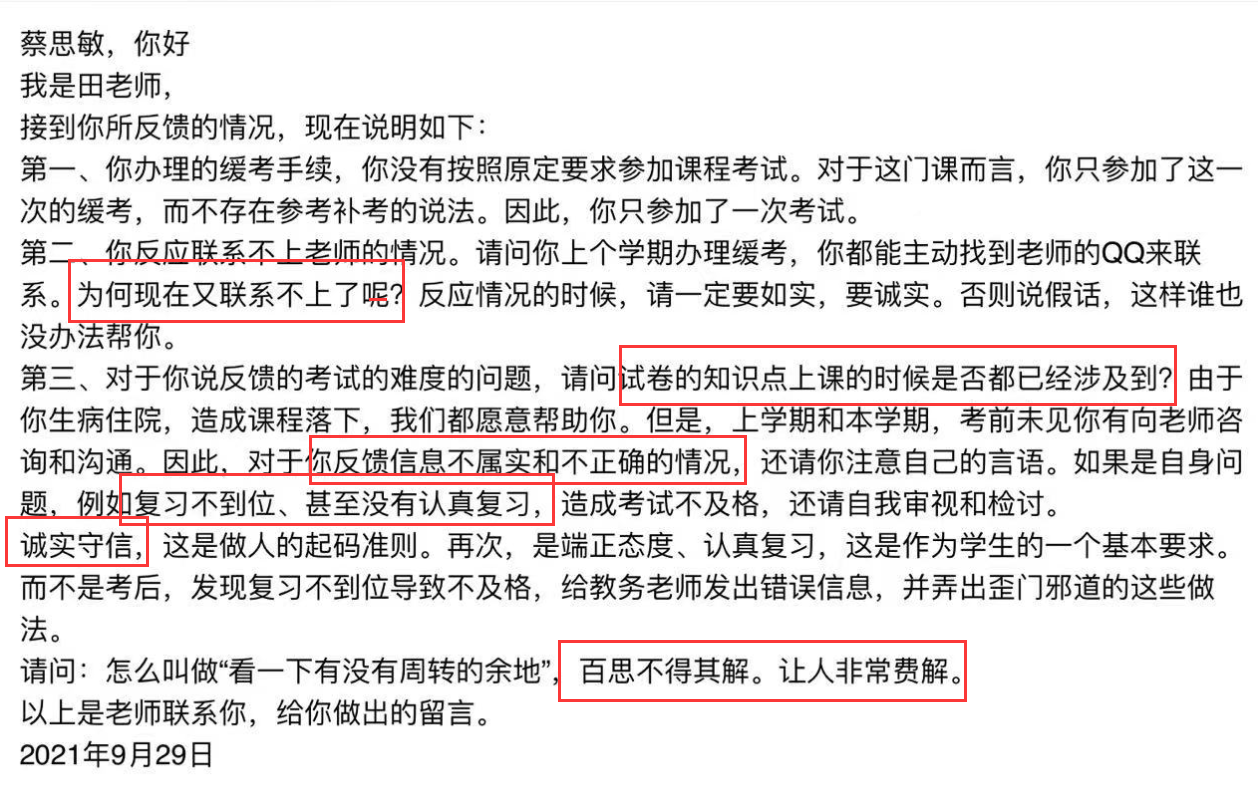 蔡思敏，你好
我是田老师，
接到你所反馈的情况，现在说明如下：
第一、你办理的缓考手续，你没有按照原定要求参加课程考试。对于这门课而言，你只参加了这一
次的缓考，而不存在参考补考的说法。因此，你只参加了一次考试。
第二、你反应联系不上老师的情况。请问你上个学期办理缓考，你都能主动找到老师的QQ来联
系。为何现在又联系不上了呢？反应情况的时候，请一定要如实，要诚实。否则说假话，这样谁也
没办法帮你。
第三、对于你说反馈的考试的难度的问题，请问试卷的知识点上课的时候是否都已经涉及到？由于
你生病住院，造成课程落下，我们都愿意帮助你。但是，上学期和本学期，考前未见你有向老师咨
询和沟通。因此，对于你反馈信息不属实和不正确的情况，还请你注意自己的言语。如果是自身问
题，例如复习不到位、甚至没有认真复习，造成考试不及格，还请自我审视和检讨。
诚实守信，这是做人的起码准则。再次，是端正态度、认真复习，这是作为学生的一个基本要求。
而不是考后，发现复习不到位导致不及格，给教务老师发出错误信息，并弄出歪门邪道的这些做
法。
请问：怎么叫做“看一下有没有周转的余地”，百思不得其解。让人非常费解。
以上是老师联系你，给你做出的留言。
2021年9月29日